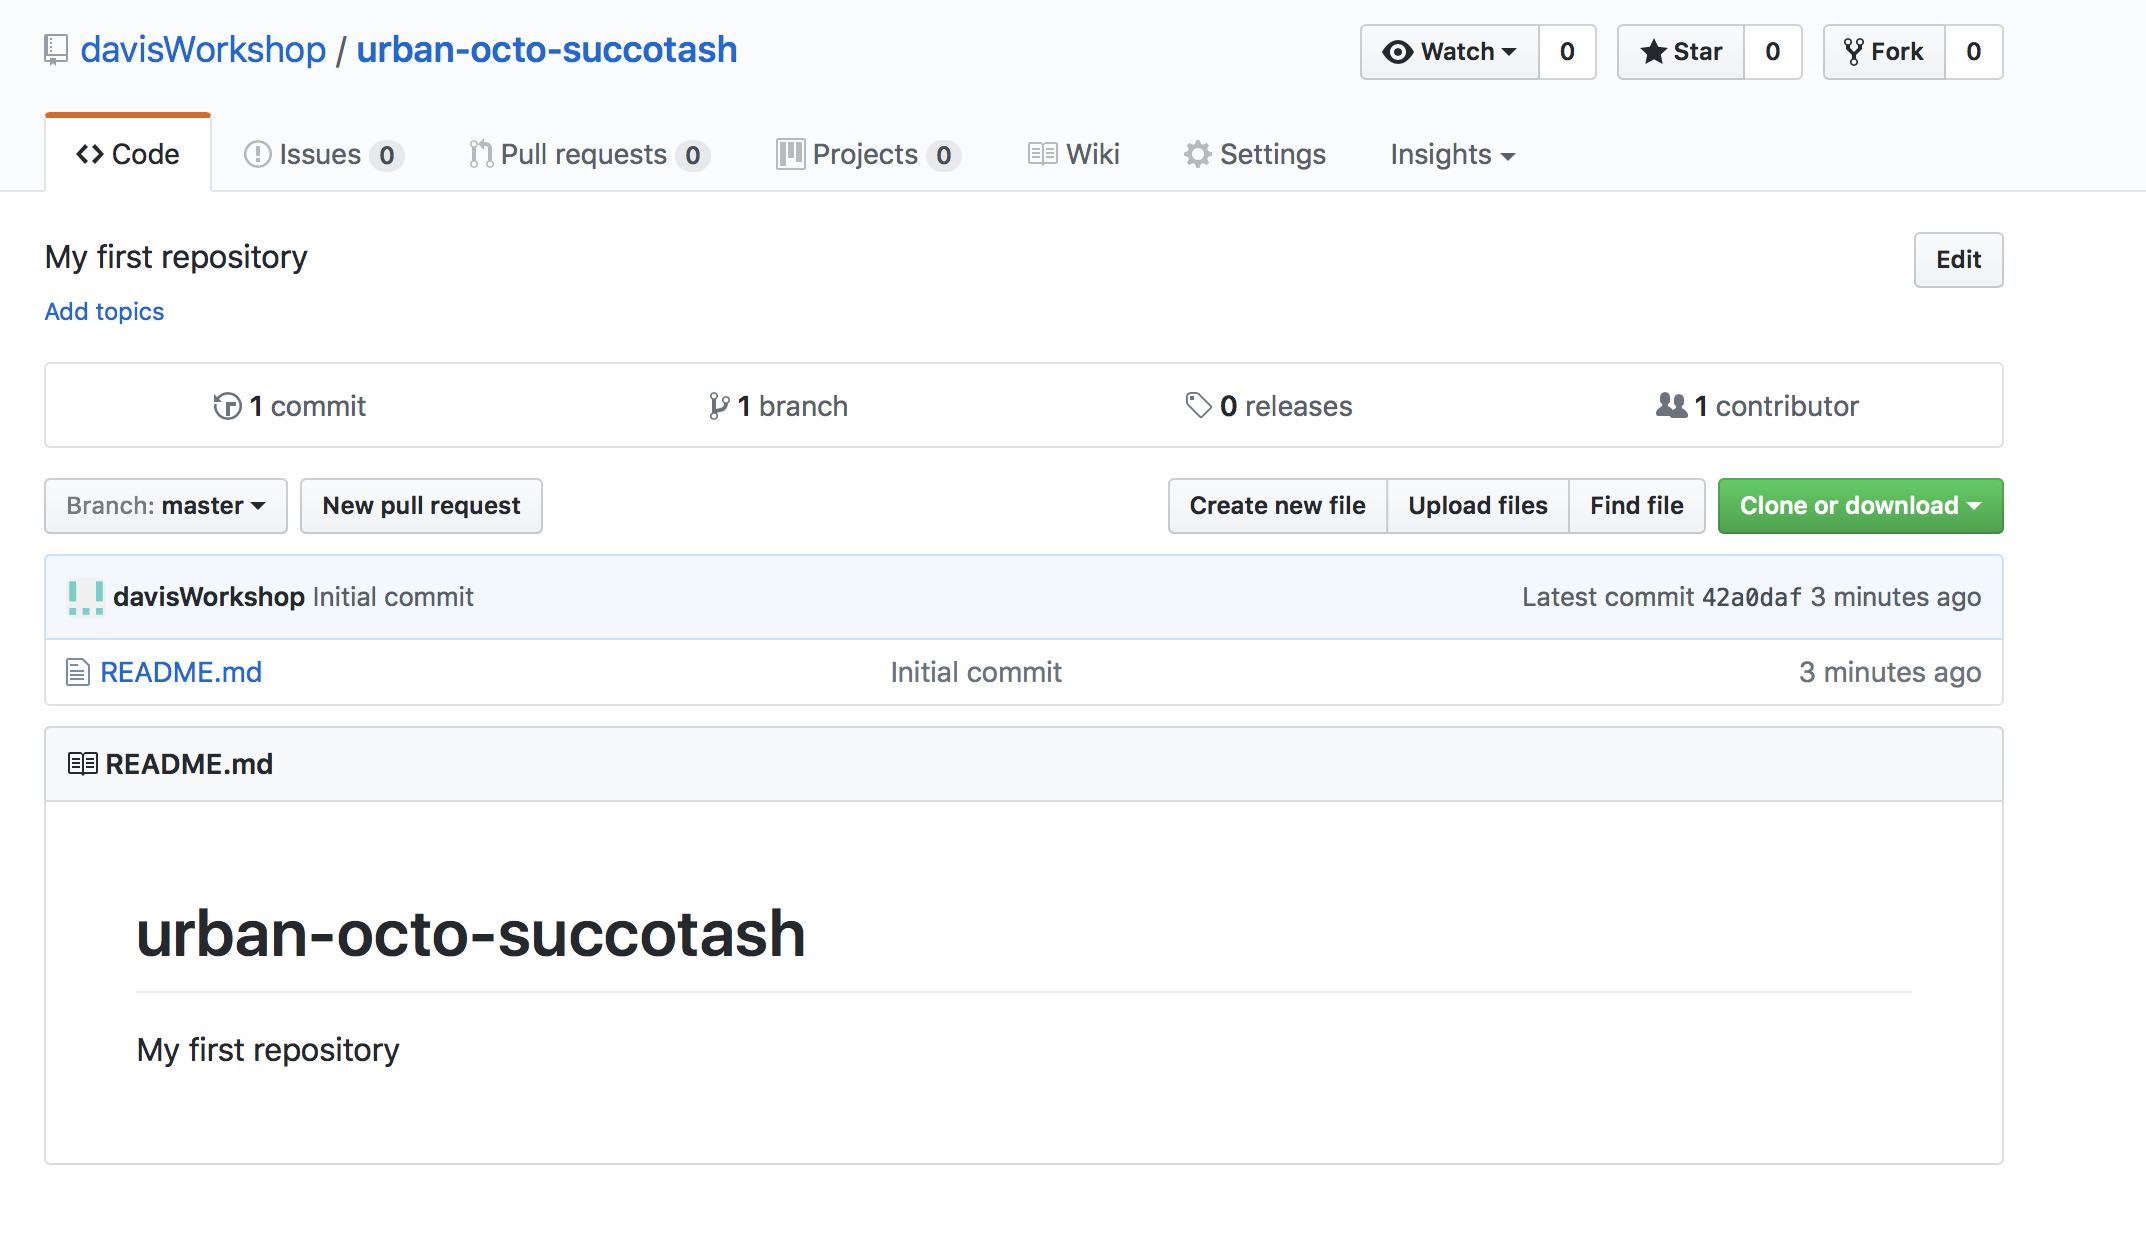 davisWorkshop / urban-octo-succotash
Watch 0 Star 0 Fork 0
Code Issues 0 Pull requests 0 Projects 0 Wiki Settings Insights
My first repository
Edit
Add topics
1 commit 1 branch 0 releases 1 contributor
Branch: master New pull request Create new file Upload files Find file Clone or download
davisWorkshop Initial commit Latest commit 42a0daf 3 minutes ago
README.md Initial commit 3 minutes ago
README.md
urban-octo-succotash
My first repository